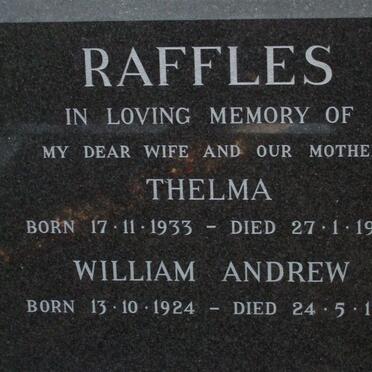 RAFFLES
IN LOVING MEMORY OF
MY DEAR WIFE AND OUR MOTHE
THELMA
BORN 17·11·1933 – DIED 27·1·19
WILLIAM ANDREW
BORN 13·10·1924 – DIED 24·5·1